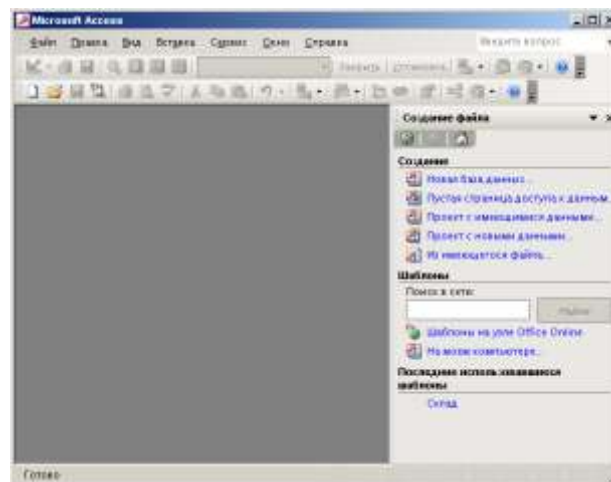 Microsoft Access
Файл Правка Вид Вставка Сервис Окно Справка Введите вопрос
Создание файла
Создание
Новая база данных...
Пустая страница доступа к данным...
Проект с имеющимися данными...
Проект с новыми данными...
Из имеющегося файла...
Шаблоны
Поиск в сети:
Найти
Шаблоны на узле Office Online
На моем компьютере...
Последние использовавшиеся
шаблоны
Склад
Готово